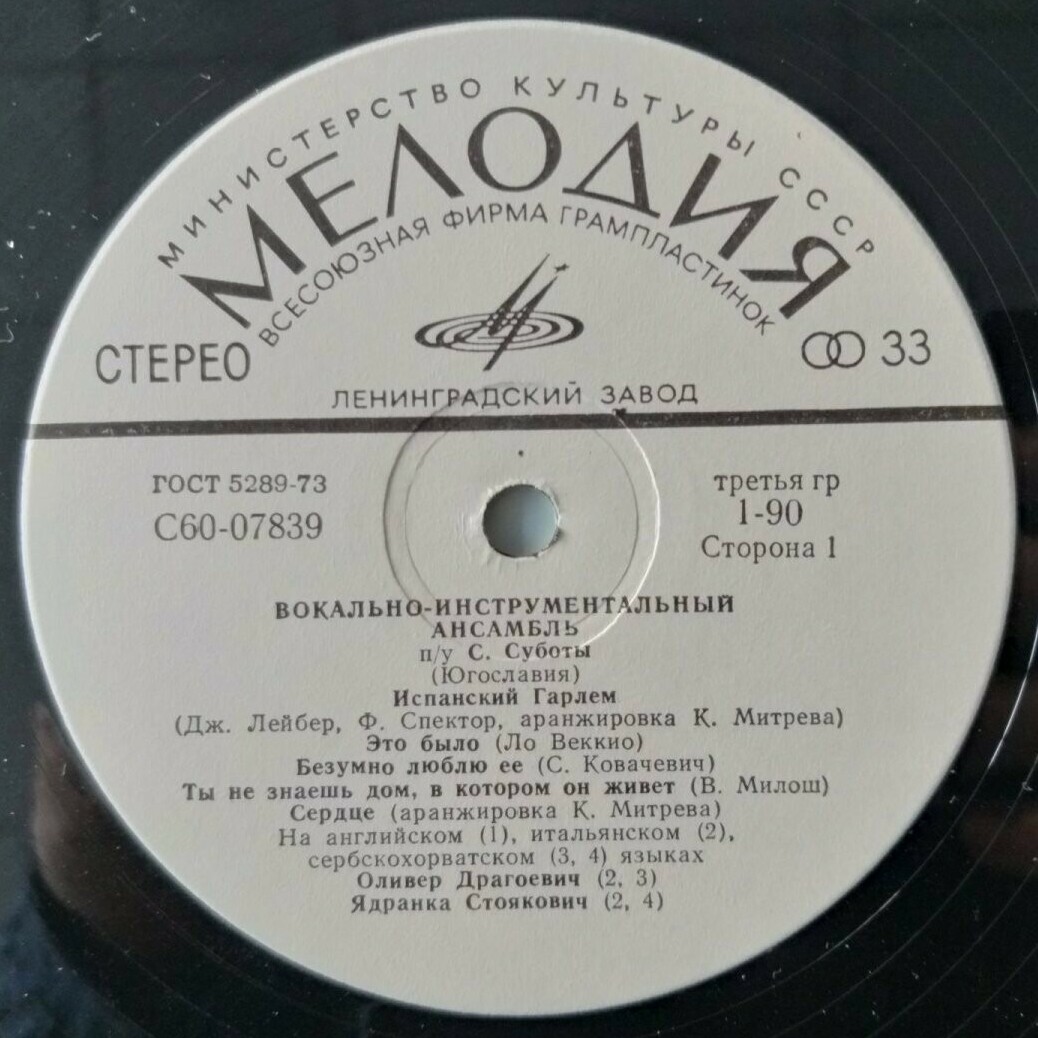 МИНИСТЕРСТВО КУЛЬТУРЫ СССР
МЕЛОДИЯ
ВСЕСОЮЗНАЯ ФИРМА ГРАМПЛАСТИНОК
СТЕРЕО
33
ЛЕНИНГРАДСКИЙ ЗАВОД
ГОСТ 5289-73
третья гр
С60-07839
1-90
Сторона 1
ВОКАЛЬНО-ИНСТРУМЕНТАЛЬНЫЙ
АНСАМБЛЬ
п/у С. Суботы
(Югославия)
Испанский Гарлем
(Дж. Лейбер, Ф. Спектор, аранжировка К. Митрева)
Это было (Ло Веккио)
Безумно люблю ее (С. Ковачевич)
Ты не знаешь дом, в котором он живет (В. Милош)
Сердце (аранжировка К. Митрева)
На английском (1), итальянском (2),
сербскохорватском (3, 4) языках
Оливер Драгоевич (2, 3)
Ядранка Стоякович (2, 4)